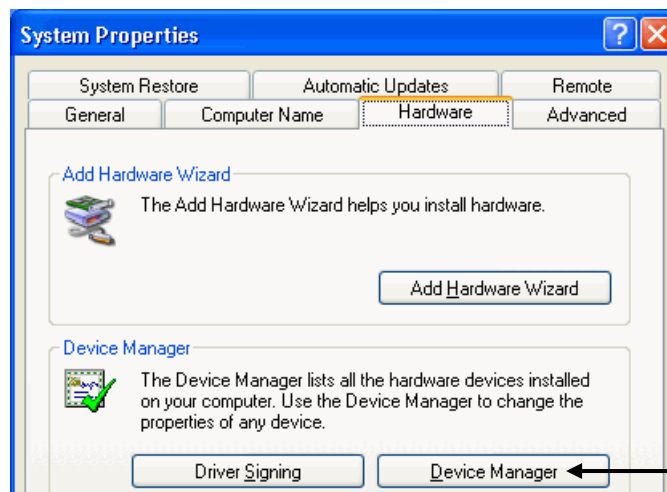 System Properties
System Restore Automatic Updates Remote
General Computer Name Hardware Advanced
Add Hardware Wizard
The Add Hardware Wizard helps you install hardware.
Add Hardware Wizard
Device Manager
The Device Manager lists all the hardware devices installed
on your computer. Use the Device Manager to change the
properties of any device.
Driver Signing Device Manager